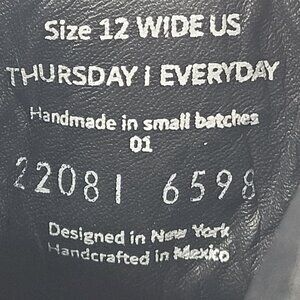 Size 12 WIDE US
THURSDAY | EVERYDAY
Handmade in small batches
01
22081 6598
Designed in New York
Handcrafted in Mexico